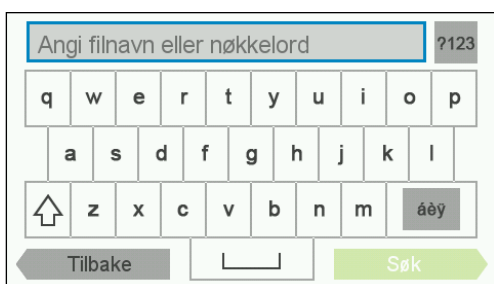 Angi filnavn eller nøkkelord ?123
q w e r t y u i o p
a s d f g h j k l
z x c v b n m áèÿ
Tilbake Søk